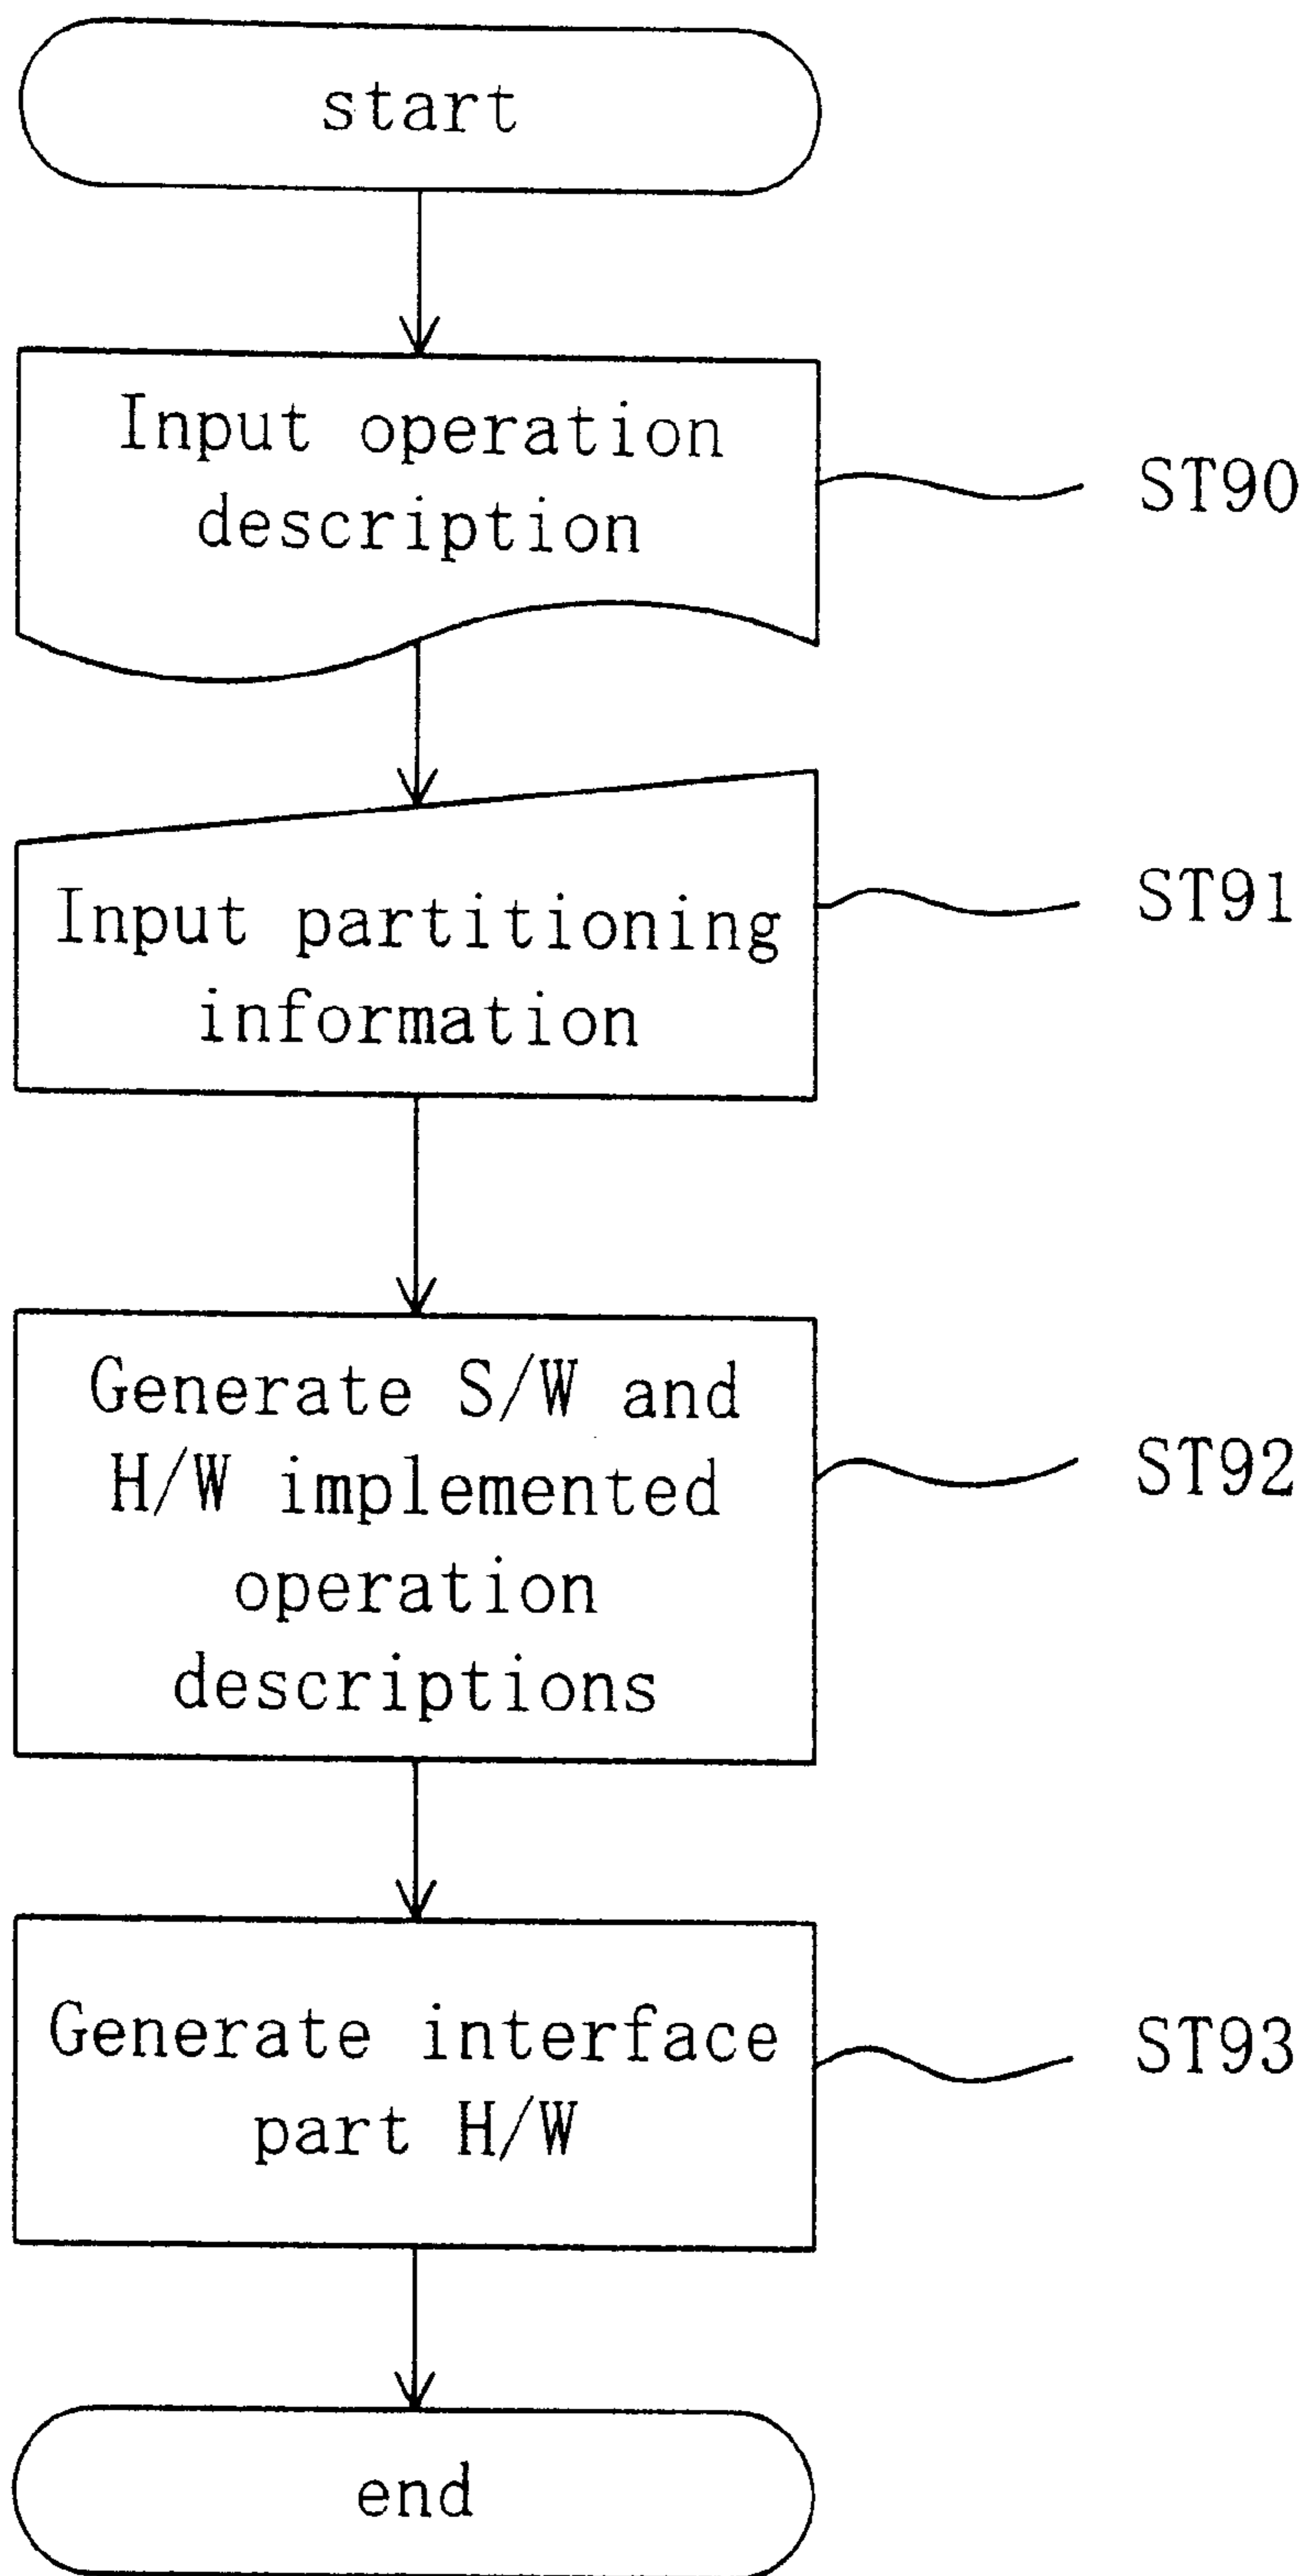 start
Input operation
description
ST90
Input partitioning
information
ST91
Generate S/W and
H/W implemented
operation
descriptions
ST92
Generate interface
part H/W
ST93
end